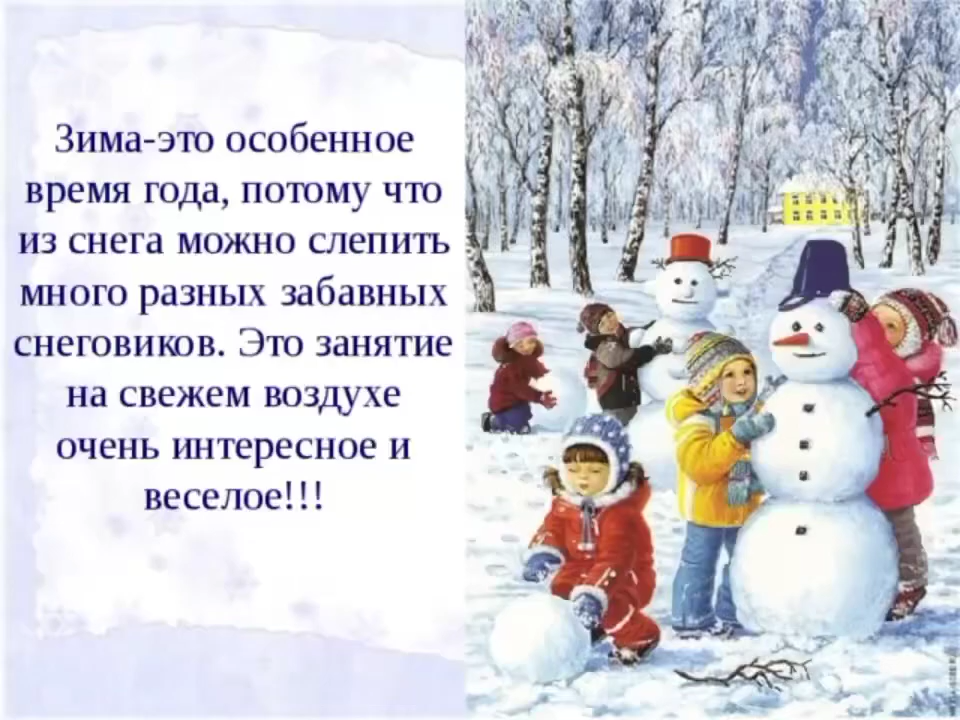 Зима-это особенное
время года, потому что
из снега можно слепить
много разных забавных
снеговиков. Это занятие
на свежем воздухе
очень интересное и
веселое!!!